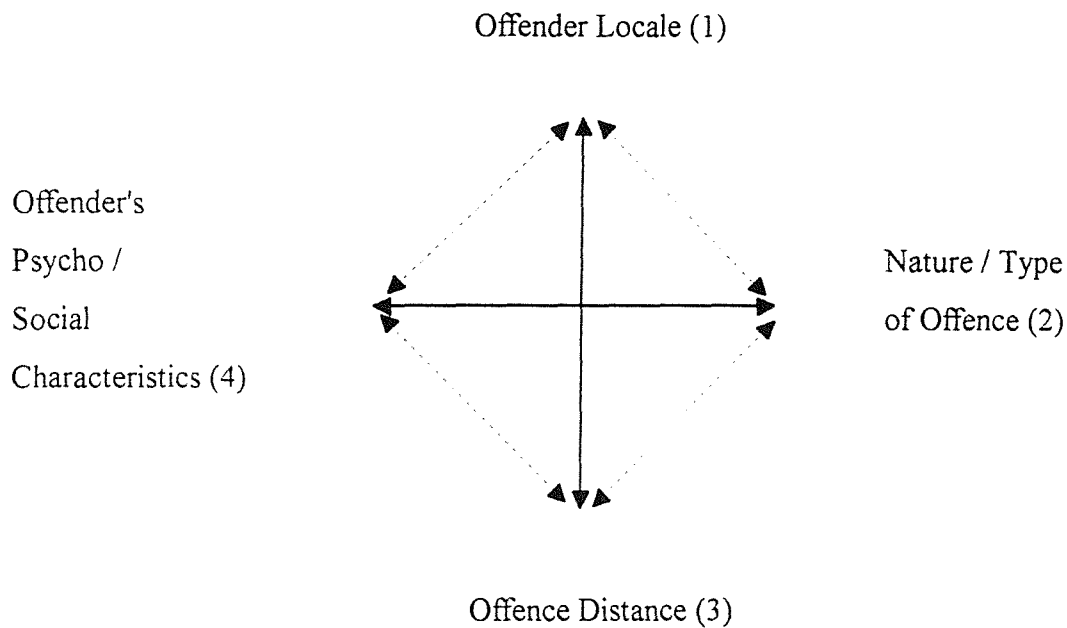 Offender Locale (1)
Offender's
Psycho /
Social
Characteristics (4)
Nature / Type
of Offence (2)
Offence Distance (3)